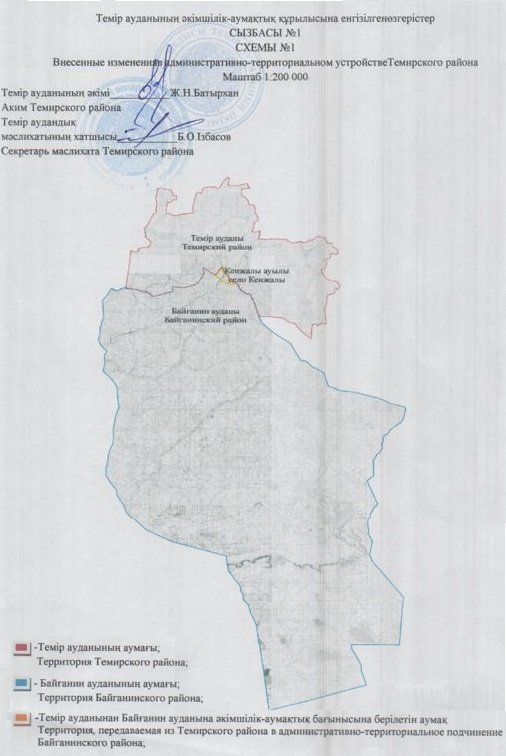 Темір ауданының әкімшілік-аумақтық құрылысына енгізілгенөзгерістер
СЫЗБАСЫ №1
СХЕМЫ №1
Внесенные изменения в административно-территориальном устройствеТемирского района
Маштаб 1:200 000
Темір ауданының әкімі Ж.Н.Батырхан
Аким Темирского района
Темір аудандық
мәслихатының хатшысы Б.О.Ізбасов
Секретарь маслихата Темирского района
Темір ауданы
Темирский район
Кенжалы ауылы
село Кенжалы
Байғанин ауданы
Байганинский район
-Темір ауданының аумағы;
Территория Темирского района;
- Байғанин ауданының аумағы;
Территория Байганинского района;
-Темір ауданынан Байғанин ауданына әкімшілік-аумақтық бағынысына берілетін аумақ
Территория, передаваемая из Темирского района в административно-территориальное подчинение
Байганинского района;